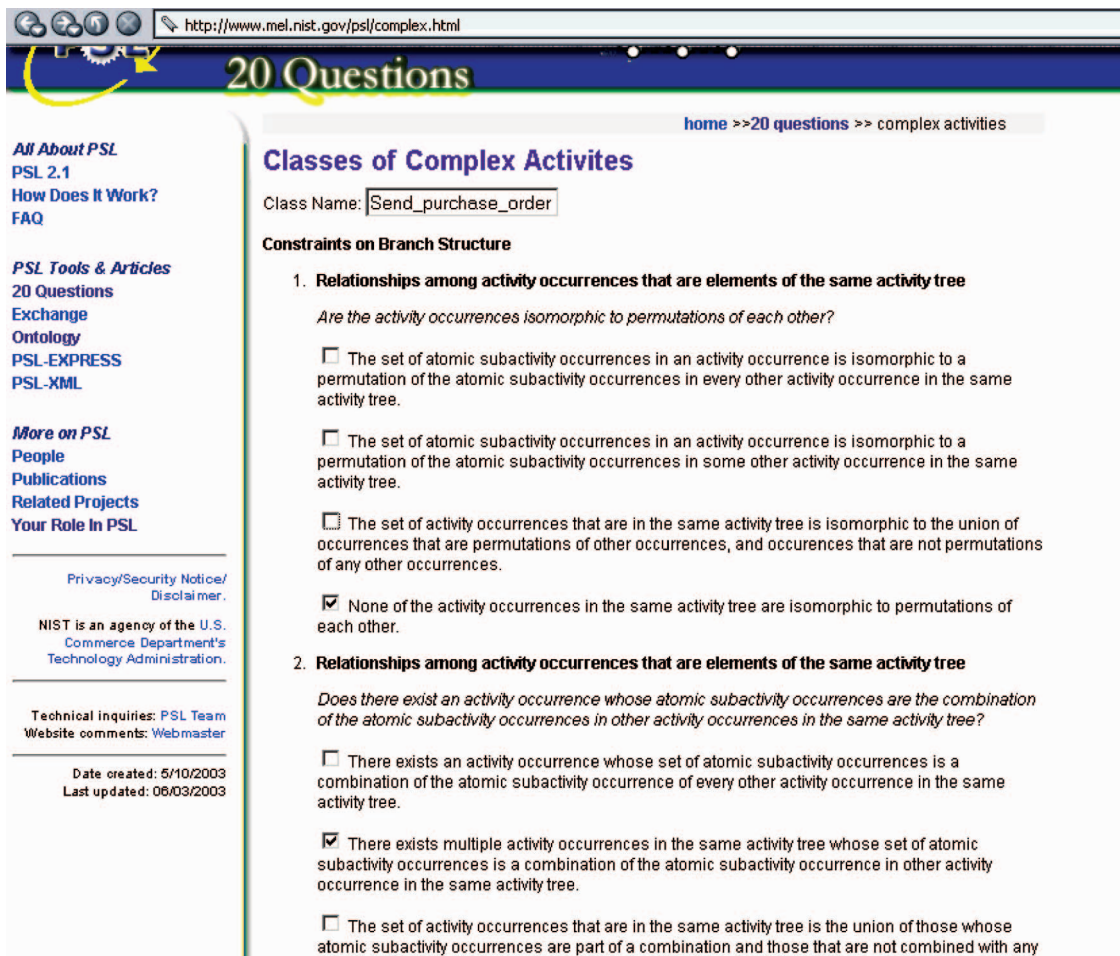 http://www.mel.nist.gov/psl/complex.html
PSL
20 Questions
home >>20 questions >> complex activities
All About PSL
PSL 2.1
How Does It Work?
FAQ
PSL Tools & Articles
20 Questions
Exchange
Ontology
PSL-EXPRESS
PSL-XML
More on PSL
People
Publications
Related Projects
Your Role In PSL
Privacy/Security Notice/
Disclaimer.
NIST is an agency of the U.S.
Commerce Department's
Technology Administration.
Technical inquiries: PSL Team
Website comments: Webmaster
Date created: 5/10/2003
Last updated: 06/03/2003
Classes of Complex Activites
Class Name: Send_purchase_order
Constraints on Branch Structure
1. Relationships among activity occurrences that are elements of the same activity tree
Are the activity occurrences isomorphic to permutations of each other?
The set of atomic subactivity occurrences in an activity occurrence is isomorphic to a
permutation of the atomic subactivity occurrences in every other activity occurrence in the same
activity tree.
The set of atomic subactivity occurrences in an activity occurrence is isomorphic to a
permutation of the atomic subactivity occurrences in some other activity occurrence in the same
activity tree.
The set of activity occurrences that are in the same activity tree is isomorphic to the union of
occurrences that are permutations of other occurrences, and occurences that are not permutations
of any other occurrences.
None of the activity occurrences in the same activity tree are isomorphic to permutations of
each other.
2. Relationships among activity occurrences that are elements of the same activity tree
Does there exist an activity occurrence whose atomic subactivity occurrences are the combination
of the atomic subactivity occurrences in other activity occurrences in the same activity tree?
There exists an activity occurrence whose set of atomic subactivity occurrences is a
combination of the atomic subactivity occurrence of every other activity occurrence in the same
activity tree.
There exists multiple activity occurrences in the same activity tree whose set of atomic
subactivity occurrences is a combination of the atomic subactivity occurrence in other activity
occurrence in the same activity tree.
The set of activity occurrences that are in the same activity tree is the union of those whose
atomic subactivity occurrences are part of a combination and those that are not combined with any